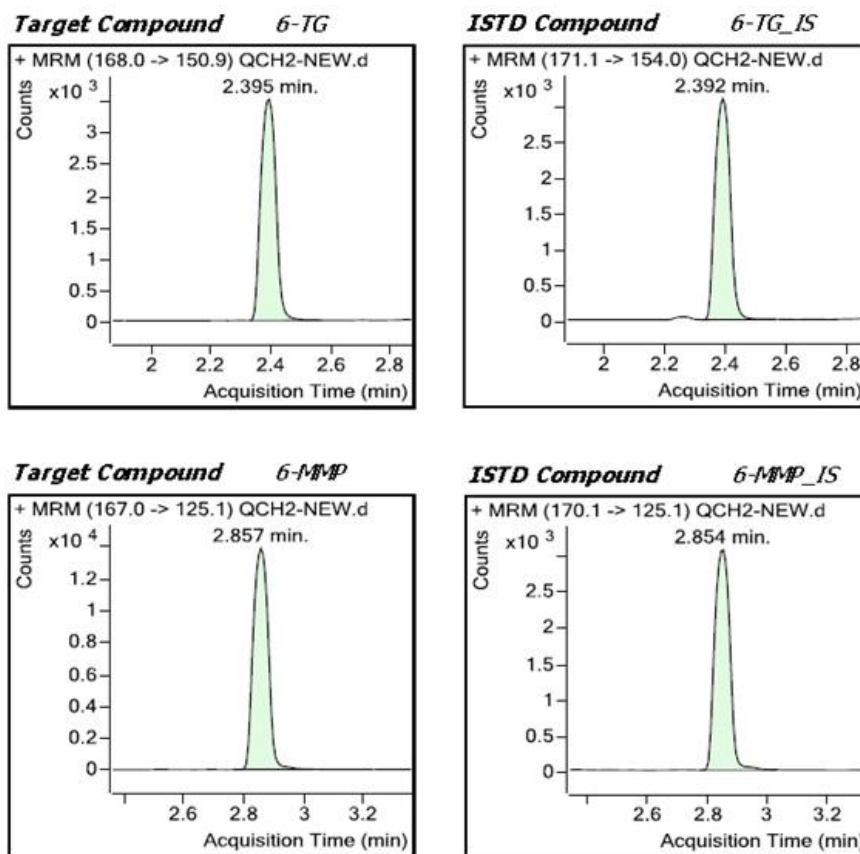 Target Compound 6-TG
+ MRM (168.0 -> 150.9) QCH2-NEW.d
Counts
x10 3
2.395 min.
3
2.5
2
1.5
1
0.5
0
2 2.2 2.4 2.6 2.8
Acquisition Time (min)
ISTD Compound 6-TG_IS
+ MRM (171.1 -> 154.0) QCH2-NEW.d
Counts
x10 3
2.392 min.
2.5
2
1.5
1
0.5
0
2 2.2 2.4 2.6 2.8
Acquisition Time (min)
Target Compound 6-MMP
+ MRM (167.0 -> 125.1) QCH2-NEW.d
Counts
x10 4
2.857 min.
1.2
1
0.8
0.6
0.4
0.2
0
2.6 2.8 3 3.2
Acquisition Time (min)
ISTD Compound 6-MMP_IS
+ MRM (170.1 -> 125.1) QCH2-NEW.d
Counts
x10 3
2.854 min.
2.5
2
1.5
1
0.5
0
2.6 2.8 3 3.2
Acquisition Time (min)